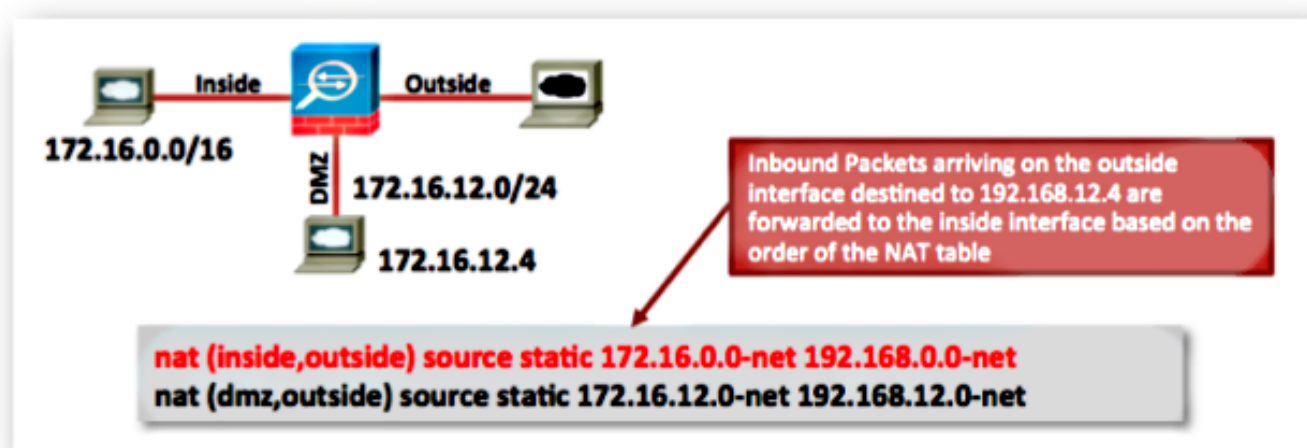 Inside
Outside
172.16.0.0/16
DMZ
172.16.12.0/24
172.16.12.4
Inbound Packets arriving on the outside
interface destined to 192.168.12.4 are
forwarded to the inside interface based on the
order of the NAT table
nat (inside,outside) source static 172.16.0.0-net 192.168.0.0-net
nat (dmz,outside) source static 172.16.12.0-net 192.168.12.0-net